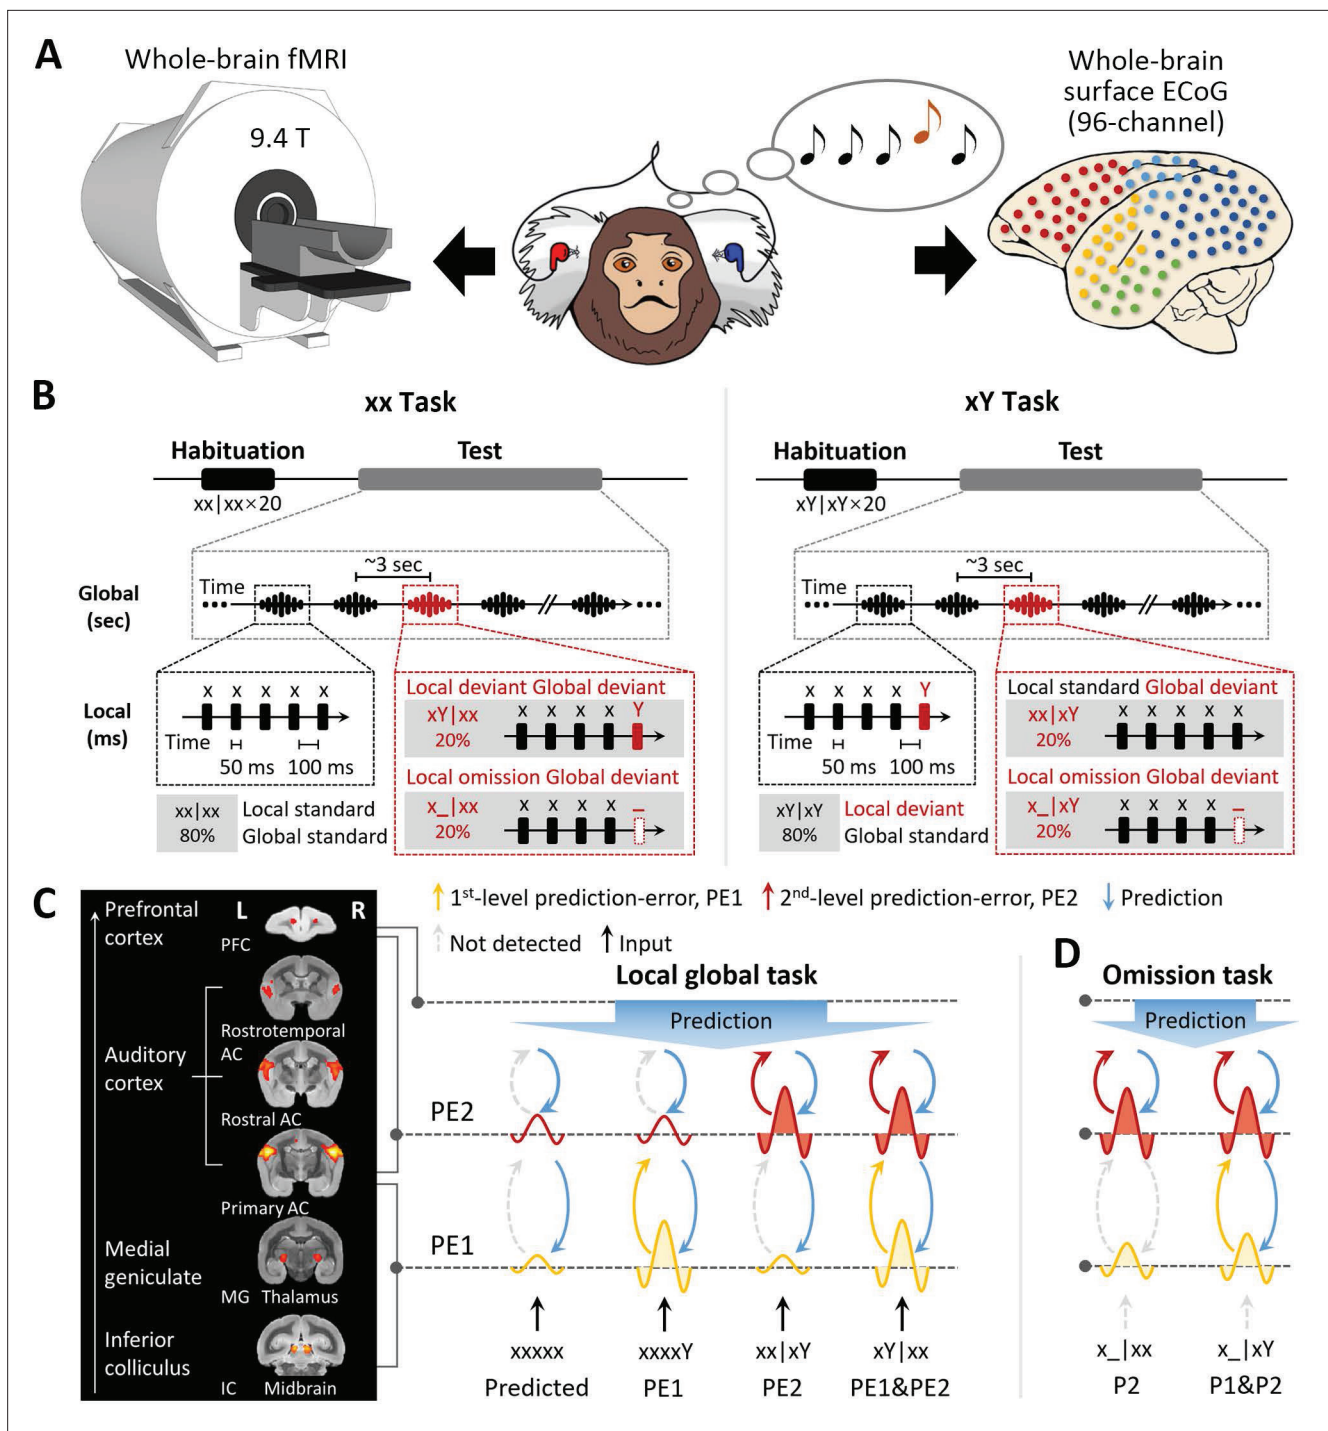 A
Whole-brain fMRI
9.4 T
Whole-brain
surface ECoG
(96-channel)
B
xx Task
Habituation
Test
xx|xx×20
~3 sec
Time
Global
(sec)
Local
(ms)
x x x x x
Time
50 ms 100 ms
xx|xx
80%
Local standard
Global standard
Local deviant Global deviant
xY|xx
20%
x x x x Y
Local omission Global deviant
x_|xx
20%
x x x x _
xY Task
Habituation
Test
xY|xY×20
~3 sec
Time
x x x x Y
Time
50 ms 100 ms
xY|xY
80%
Local deviant
Global standard
Local standard Global deviant
xx|xY
20%
x x x x x
Local omission Global deviant
x_|xY
20%
x x x x _
C
Prefrontal
cortex
L R
PFC
Rostrotemporal
AC
Auditory
cortex
Rostral AC
Primary AC
Medial
geniculate
MG Thalamus
Inferior
colliculus
IC Midbrain
1st-level prediction-error, PE1
2nd-level prediction-error, PE2
Prediction
Not detected
Input
Local global task
Prediction
PE2
PE1
xxxxx xxxxY xx|xY xY|xx
Predicted PE1 PE2 PE1&PE2
D
Omission task
Prediction
x_|xx x_|xY
P2 P1&P2